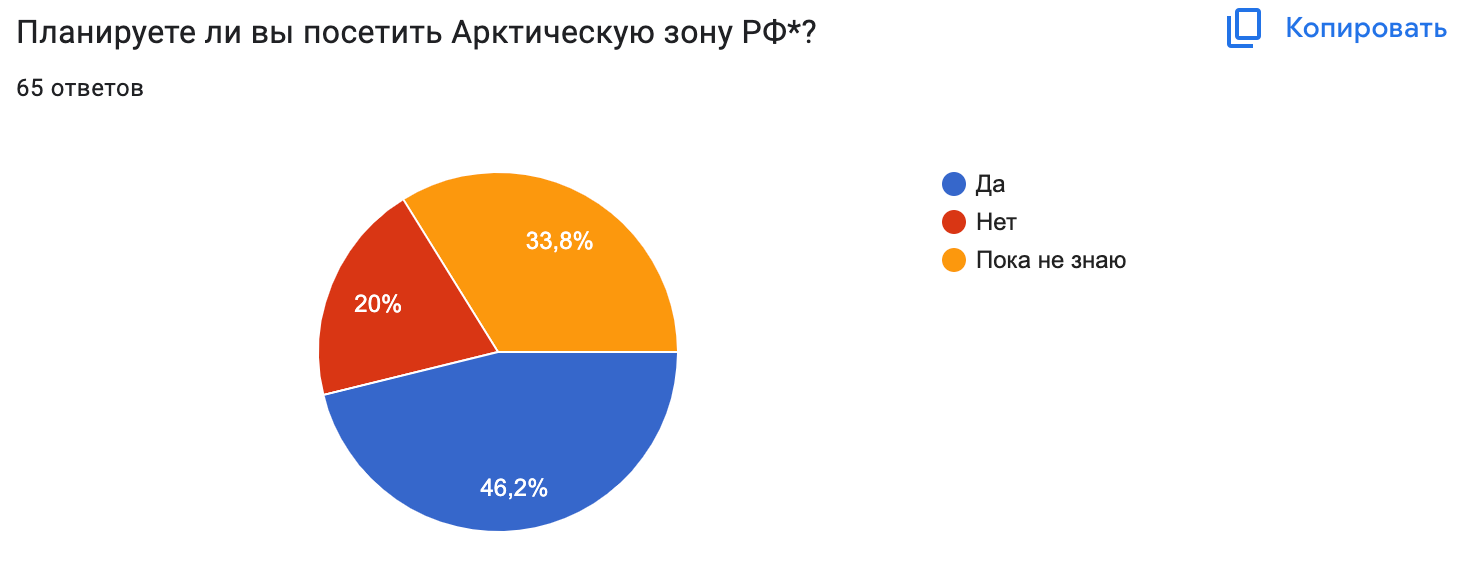 Планируете ли вы посетить Арктическую зону РФ*?
Копировать
65 ответов
Да
Нет
Пока не знаю
33,8%
20%
46,2%